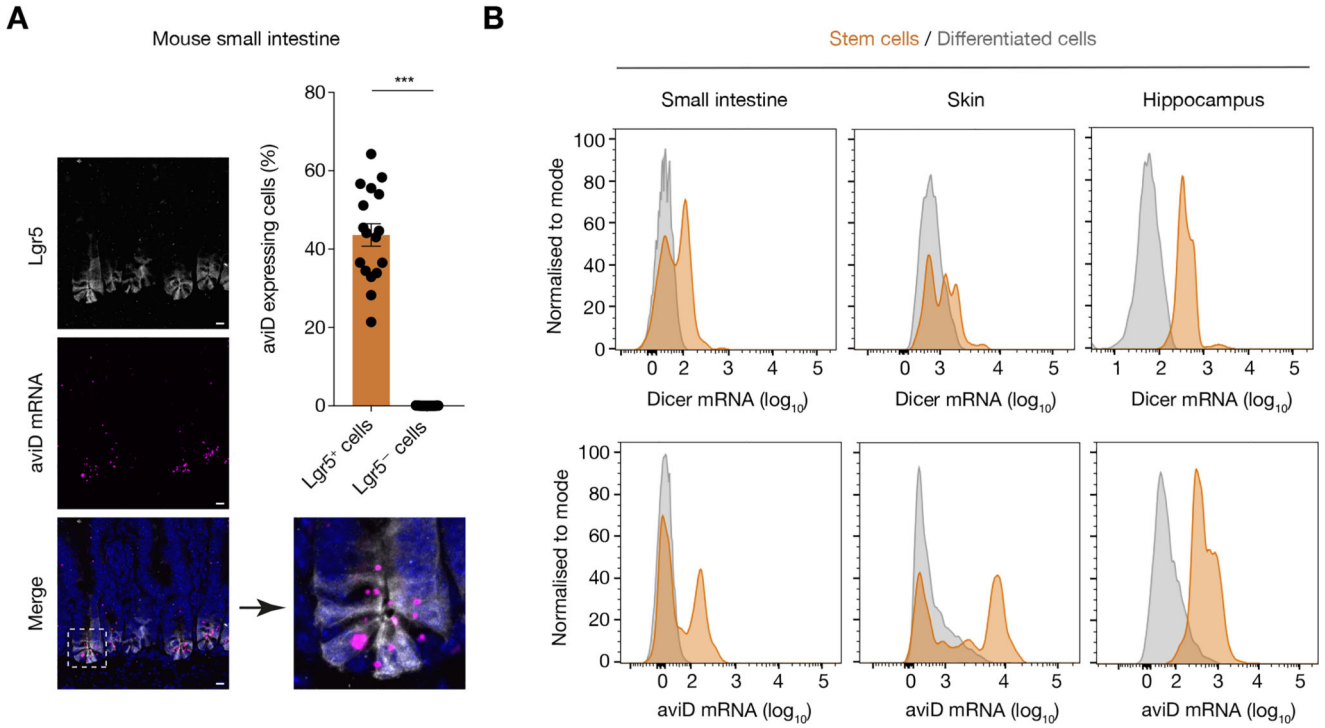 A
Mouse small intestine
Lgr5
aviD mRNA
Merge
aviD expressing cells (%)
80
60
40
20
0
***
Lgr5+ cells
Lgr5− cells
B
Stem cells / Differentiated cells
Small intestine
Skin
Hippocampus
Normalised to mode
100
80
60
40
20
0
0 2 3 4 5
Dicer mRNA (log10)
0 3 4 5
Dicer mRNA (log10)
1 2 3 4 5
Dicer mRNA (log10)
Normalised to mode
100
80
60
40
20
0
0 2 3 4 5
aviD mRNA (log10)
0 3 4 5
aviD mRNA (log10)
0 2 3 4 5
aviD mRNA (log10)